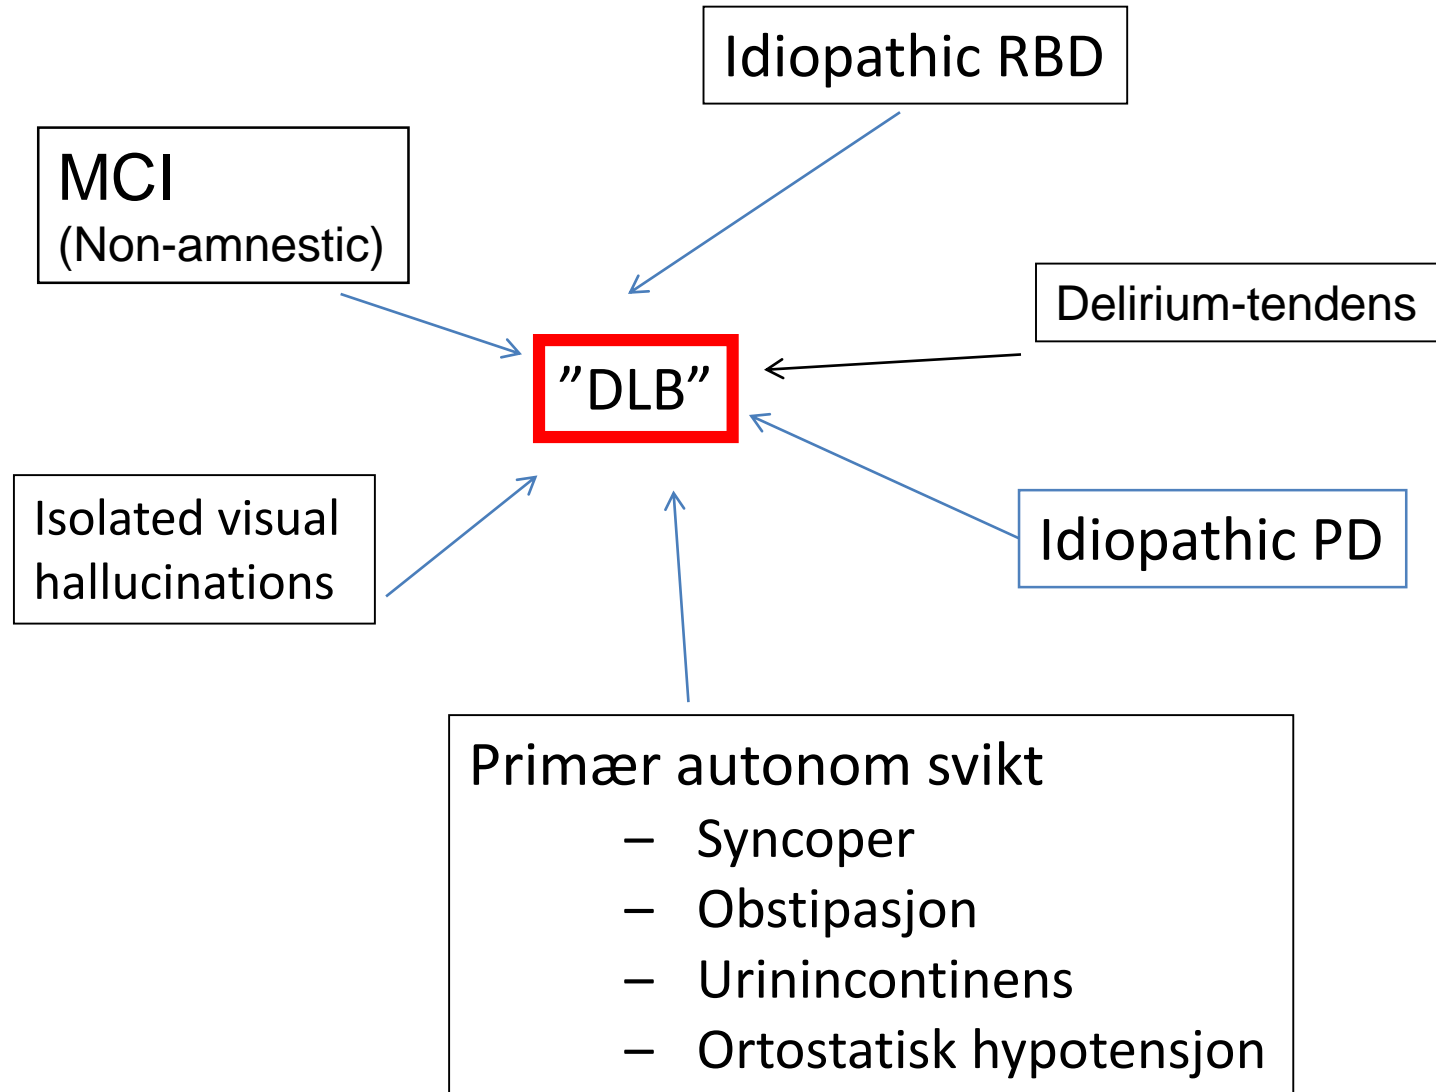 Idiopathic RBD
MCI
(Non-amnestic)
Delirium-tendens
”DLB”
Isolated visual
hallucinations
Idiopathic PD
Primær autonom svikt
– Syncoper
– Obstipasjon
– Urinincontinens
– Ortostatisk hypotensjon